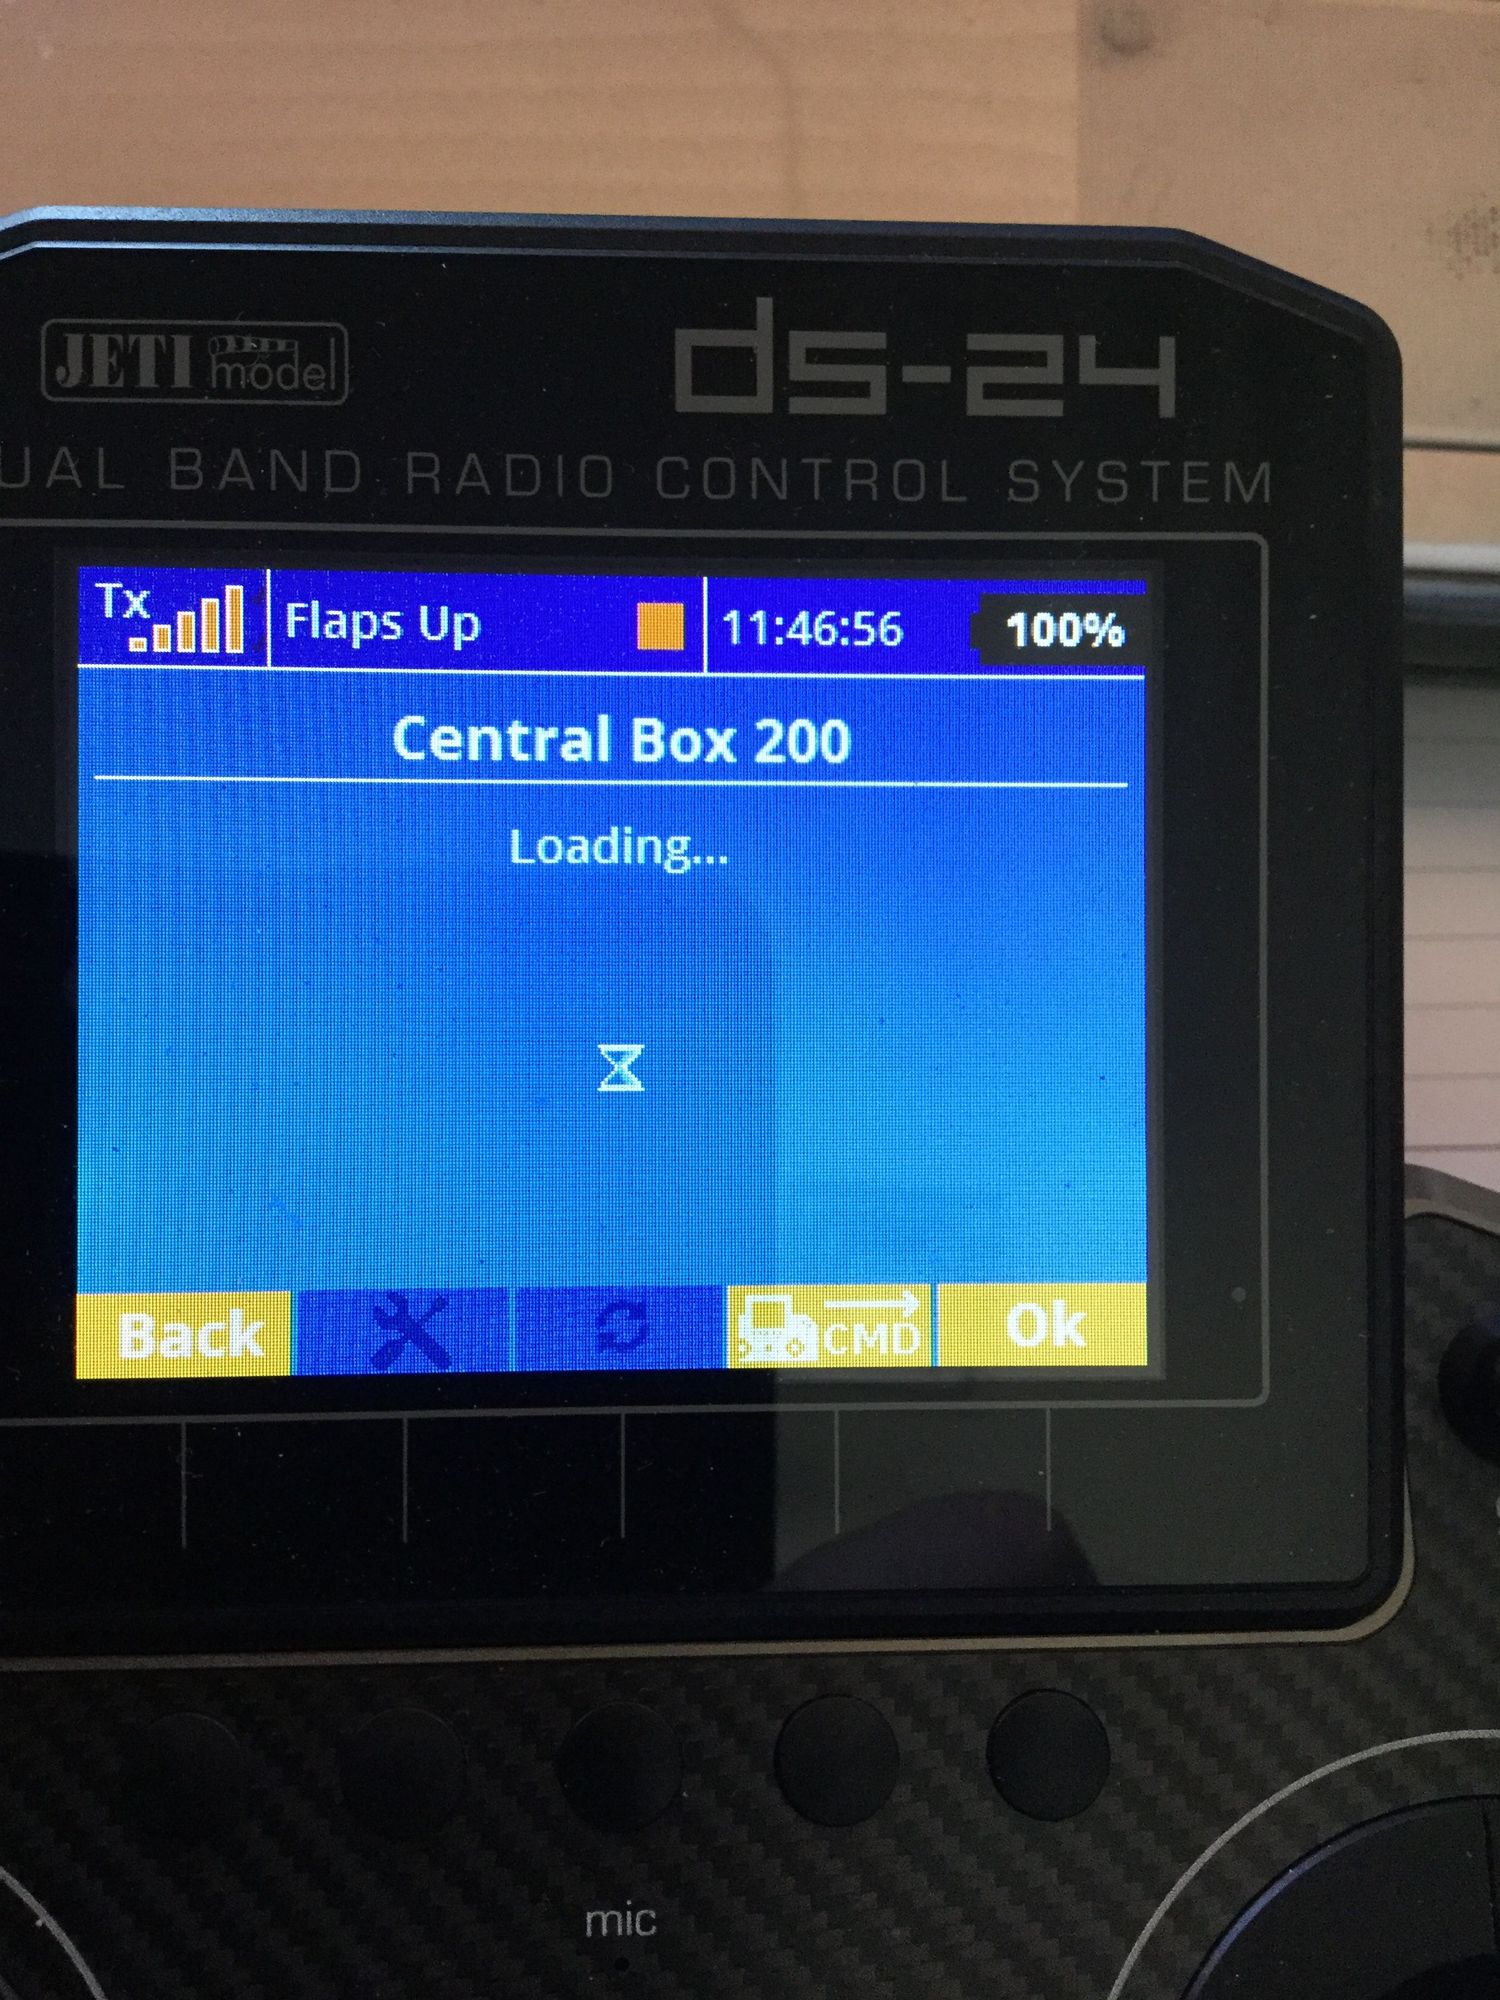 JETI model
ds-24
UAL BAND RADIO CONTROL SYSTEM
Tx Flaps Up 11:46:56 100%
Central Box 200
Loading...
Back CMD Ok
mic